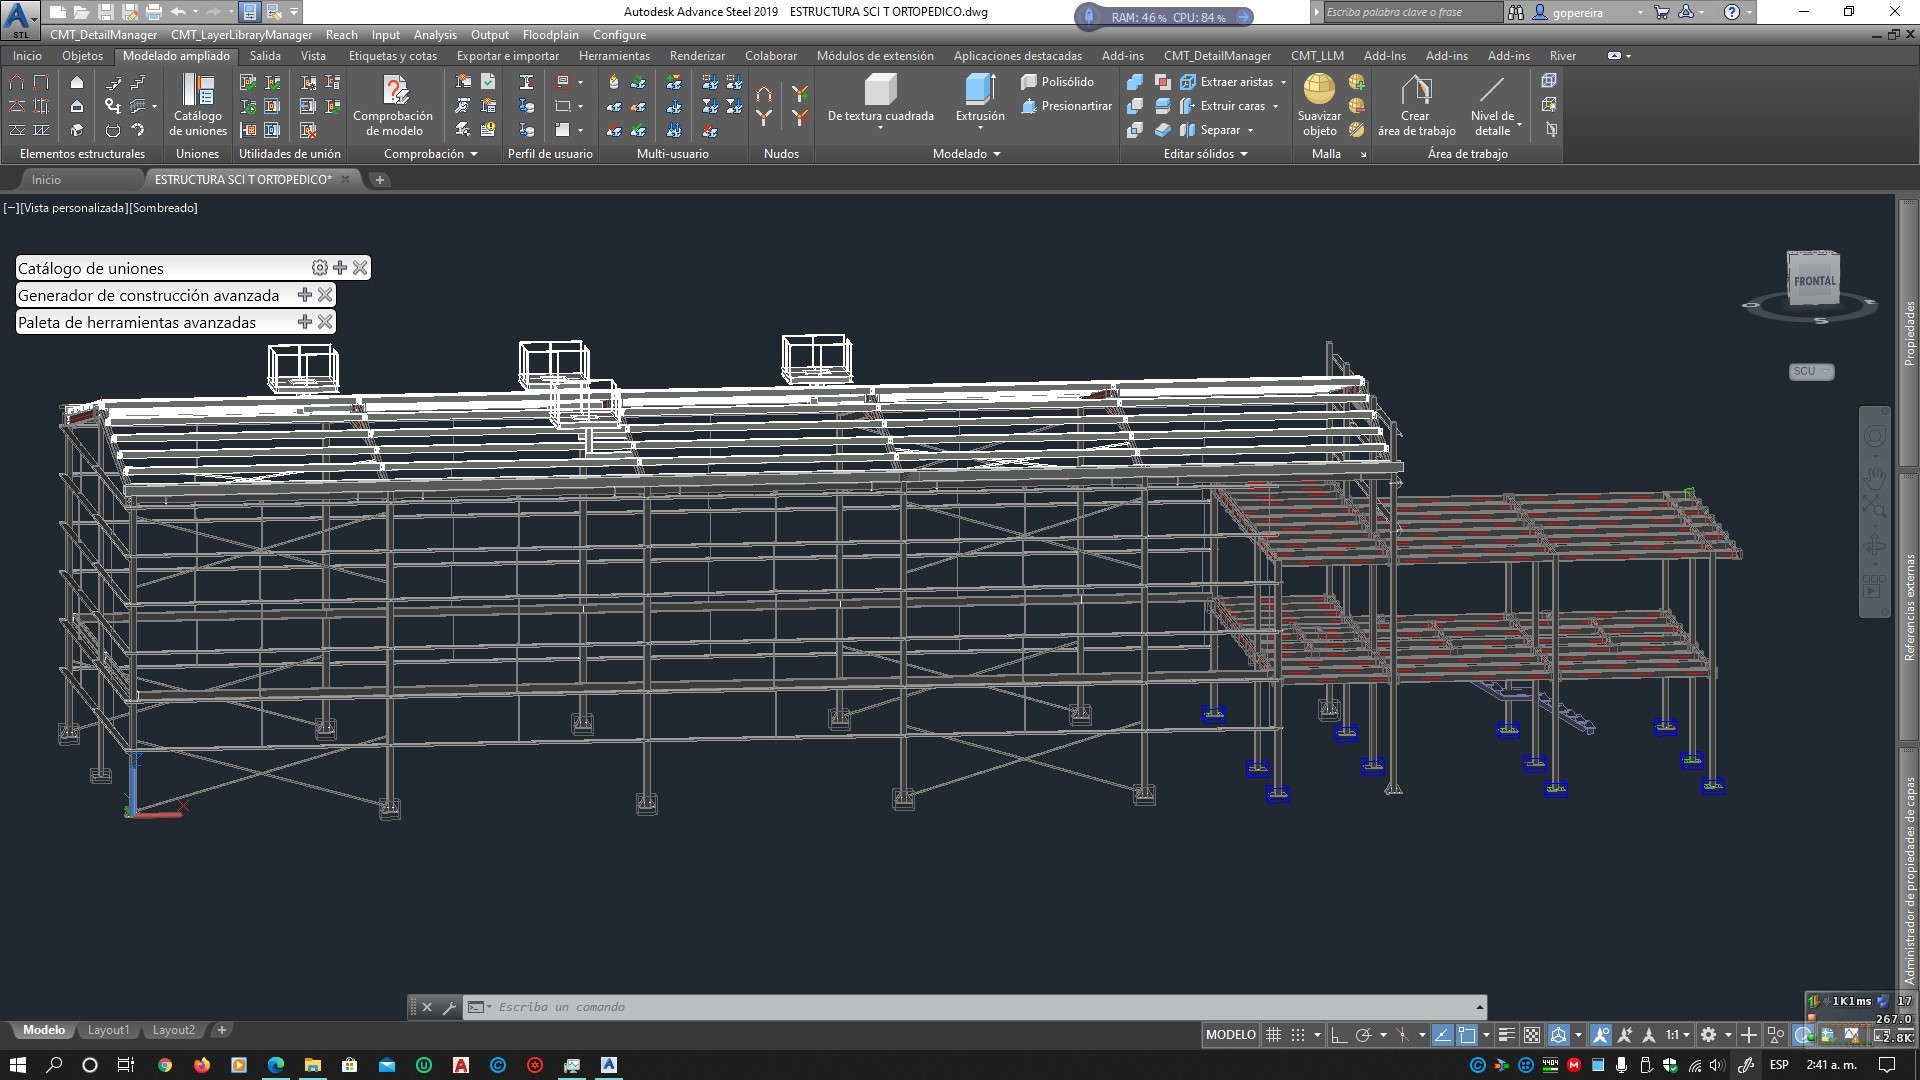 Autodesk Advance Steel 2019 ESTRUCTURA SCI T ORTOPEDICO.dwg
RAM: 46% CPU: 84%
Escriba palabra clave o frase
gopereira
STL
CMT_DetailManager CMT_LayerLibraryManager Reach Input Analysis Output Floodplain Configure
Inicio Objetos Modelado ampliado Salida Vista Etiquetas y cotas Exportar e importar Herramientas Renderizar Colaborar Módulos de extensión Aplicaciones destacadas Add-ins CMT_DetailManager CMT_LLM Add-Ins Add-ins Add-ins River
Catálogo de uniones
Comprobación de modelo
De textura cuadrada
Extrusión
Polisólido
Presionartirar
Extraer aristas
Extruir caras
Separar
Suavizar objeto
Crear área de trabajo
Nivel de detalle
Elementos estructurales Uniones Utilidades de unión Comprobación Perfil de usuario Multi-usuario Nudos Modelado Editar sólidos Malla Área de trabajo
Inicio ESTRUCTURA SCI T ORTOPEDICO*
[−][Vista personalizada][Sombreado]
Catálogo de uniones
Generador de construcción avanzada
Paleta de herramientas avanzadas
FRONTAL
S
SCU
Propiedades
Referencias externas
Administrador de propiedades de capas
X
Escriba un comando
1K1ms 17
267.0
2.8K
Modelo Layout1 Layout2
MODELO
1:1
ESP 2:41 a. m.